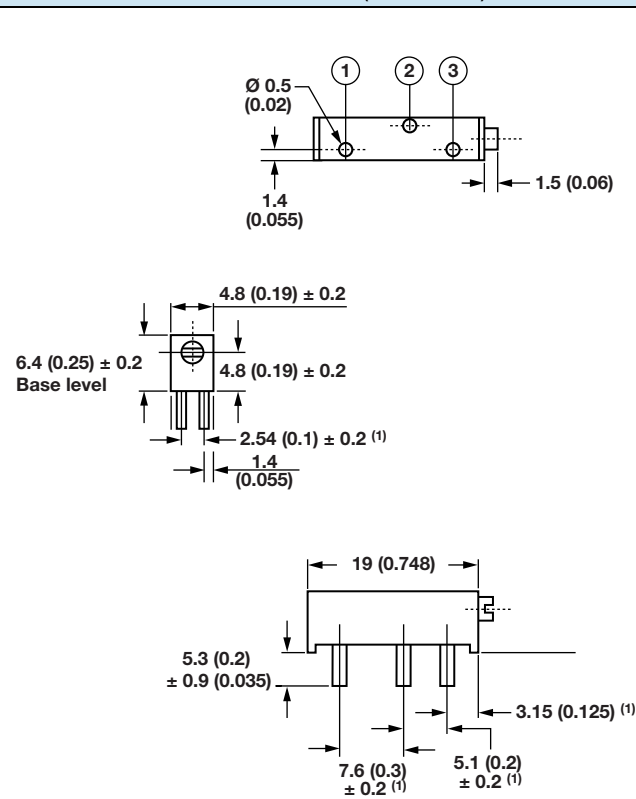 1
2
3
Ø 0.5
(0.02)
1.4
(0.055)
1.5 (0.06)
4.8 (0.19) ± 0.2
6.4 (0.25) ± 0.2
Base level
4.8 (0.19) ± 0.2
2.54 (0.1) ± 0.2 (1)
1.4
(0.055)
19 (0.748)
5.3 (0.2)
± 0.9 (0.035)
3.15 (0.125) (1)
7.6 (0.3)
± 0.2 (1)
5.1 (0.2)
± 0.2 (1)